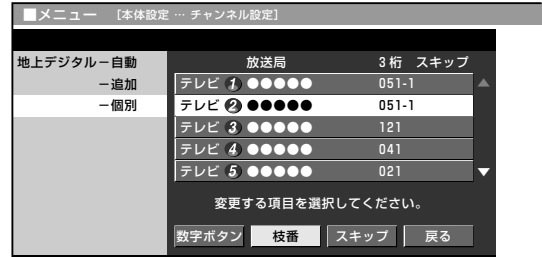 ■メニュー [本体設定 … チャンネル設定]
地上デジタル－自動
－追加
－個別
放送局 3桁 スキップ
テレビ ❶ ●●●●● 051-1
テレビ ❷ ●●●●● 051-1
テレビ ❸ ●●●●● 121
テレビ ❹ ●●●●● 041
テレビ ❺ ●●●●● 021
変更する項目を選択してください。
数字ボタン 枝番 スキップ 戻る